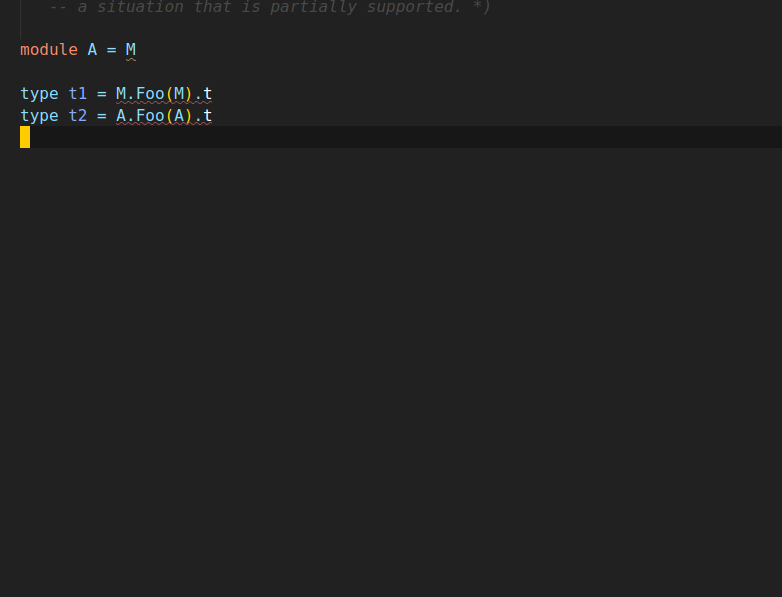 -- a situation that is partially supported. *)
module A = M
type t1 = M.Foo(M).t
type t2 = A.Foo(A).t